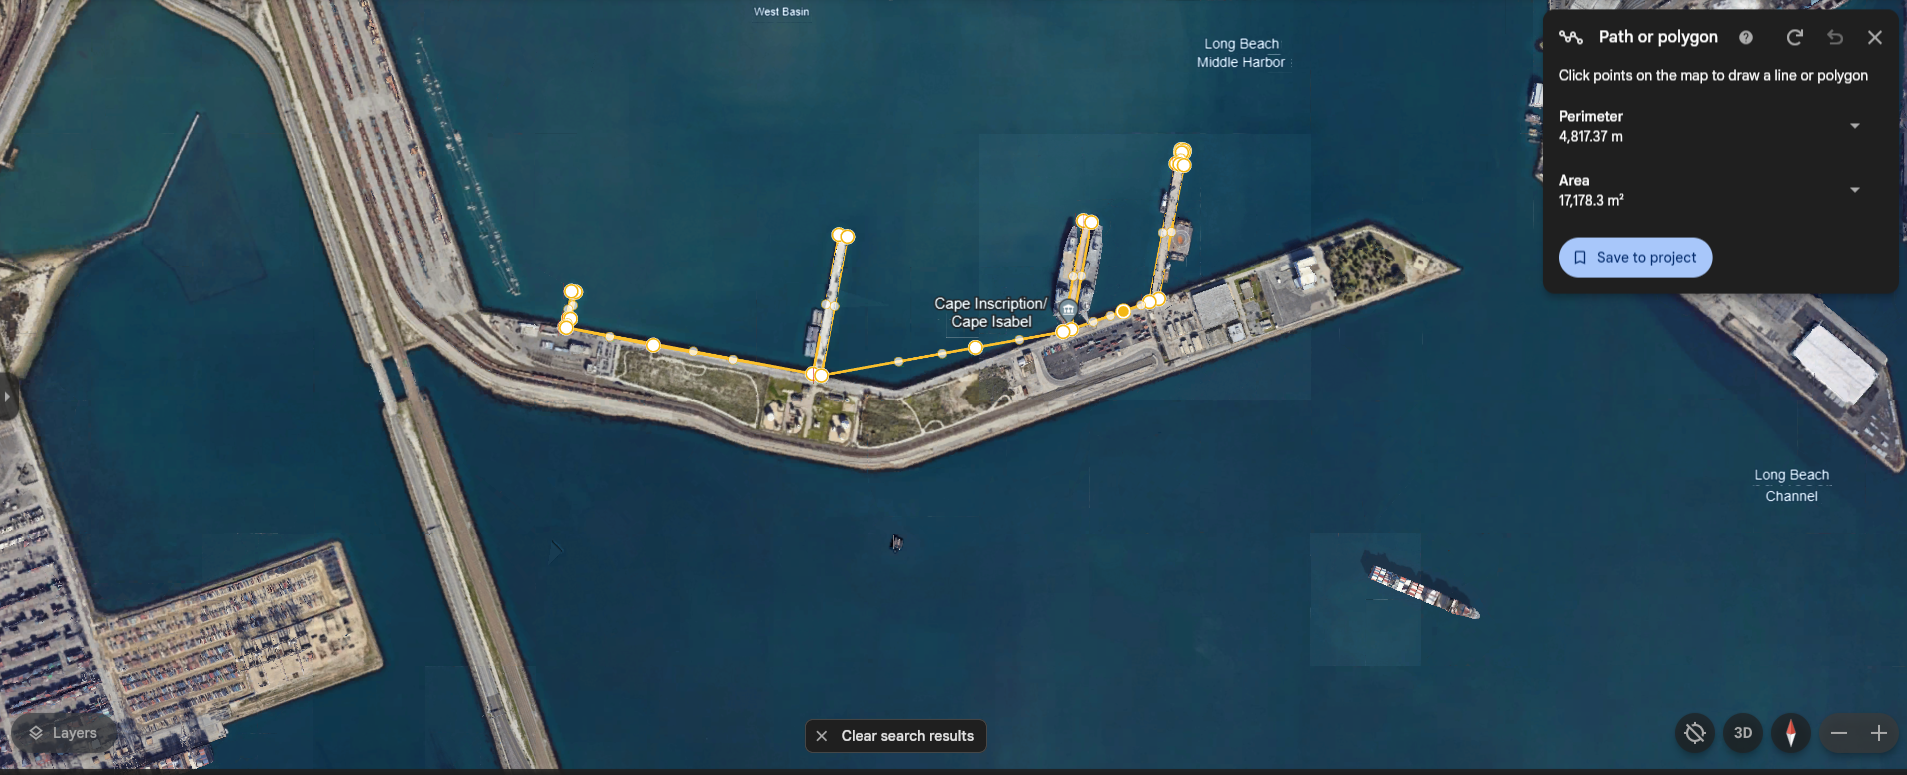 West Basin
Long Beach
Middle Harbor
Cape Inscription/
Cape Isabel
Long Beach
Channel
Path or polygon
?
Click points on the map to draw a line or polygon
Perimeter
4,817.37 m
Area
17,178.3 m²
Save to project
Layers
Clear search results
3D